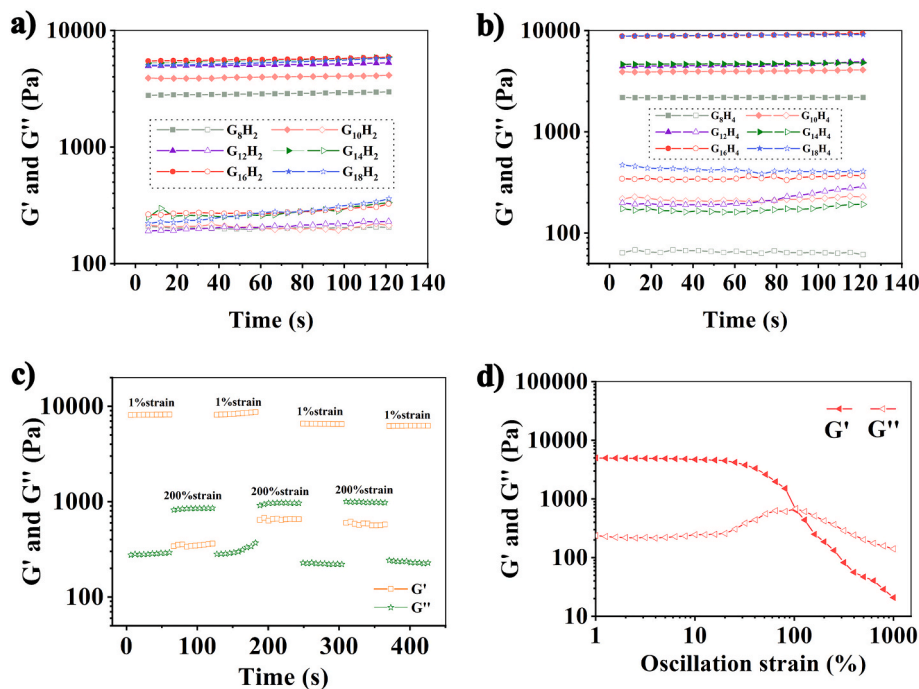 a)
G' and G'' (Pa)
10000
1000
100
G₈H₂ G₁₀H₂
G₁₂H₂ G₁₄H₂
G₁₆H₂ G₁₈H₂
0 20 40 60 80 100 120 140
Time (s)
b)
G' and G'' (Pa)
10000
1000
100
G₈H₄ G₁₀H₄
G₁₂H₄ G₁₄H₄
G₁₆H₄ G₁₈H₄
0 20 40 60 80 100 120 140
Time (s)
c)
G' and G'' (Pa)
10000
1000
100
1%strain 1%strain 1%strain 1%strain
200%strain 200%strain 200%strain
G'
G''
0 100 200 300 400
Time (s)
d)
G' and G'' (Pa)
100000
10000
1000
100
10
G' G''
1 10 100 1000
Oscillation strain (%)